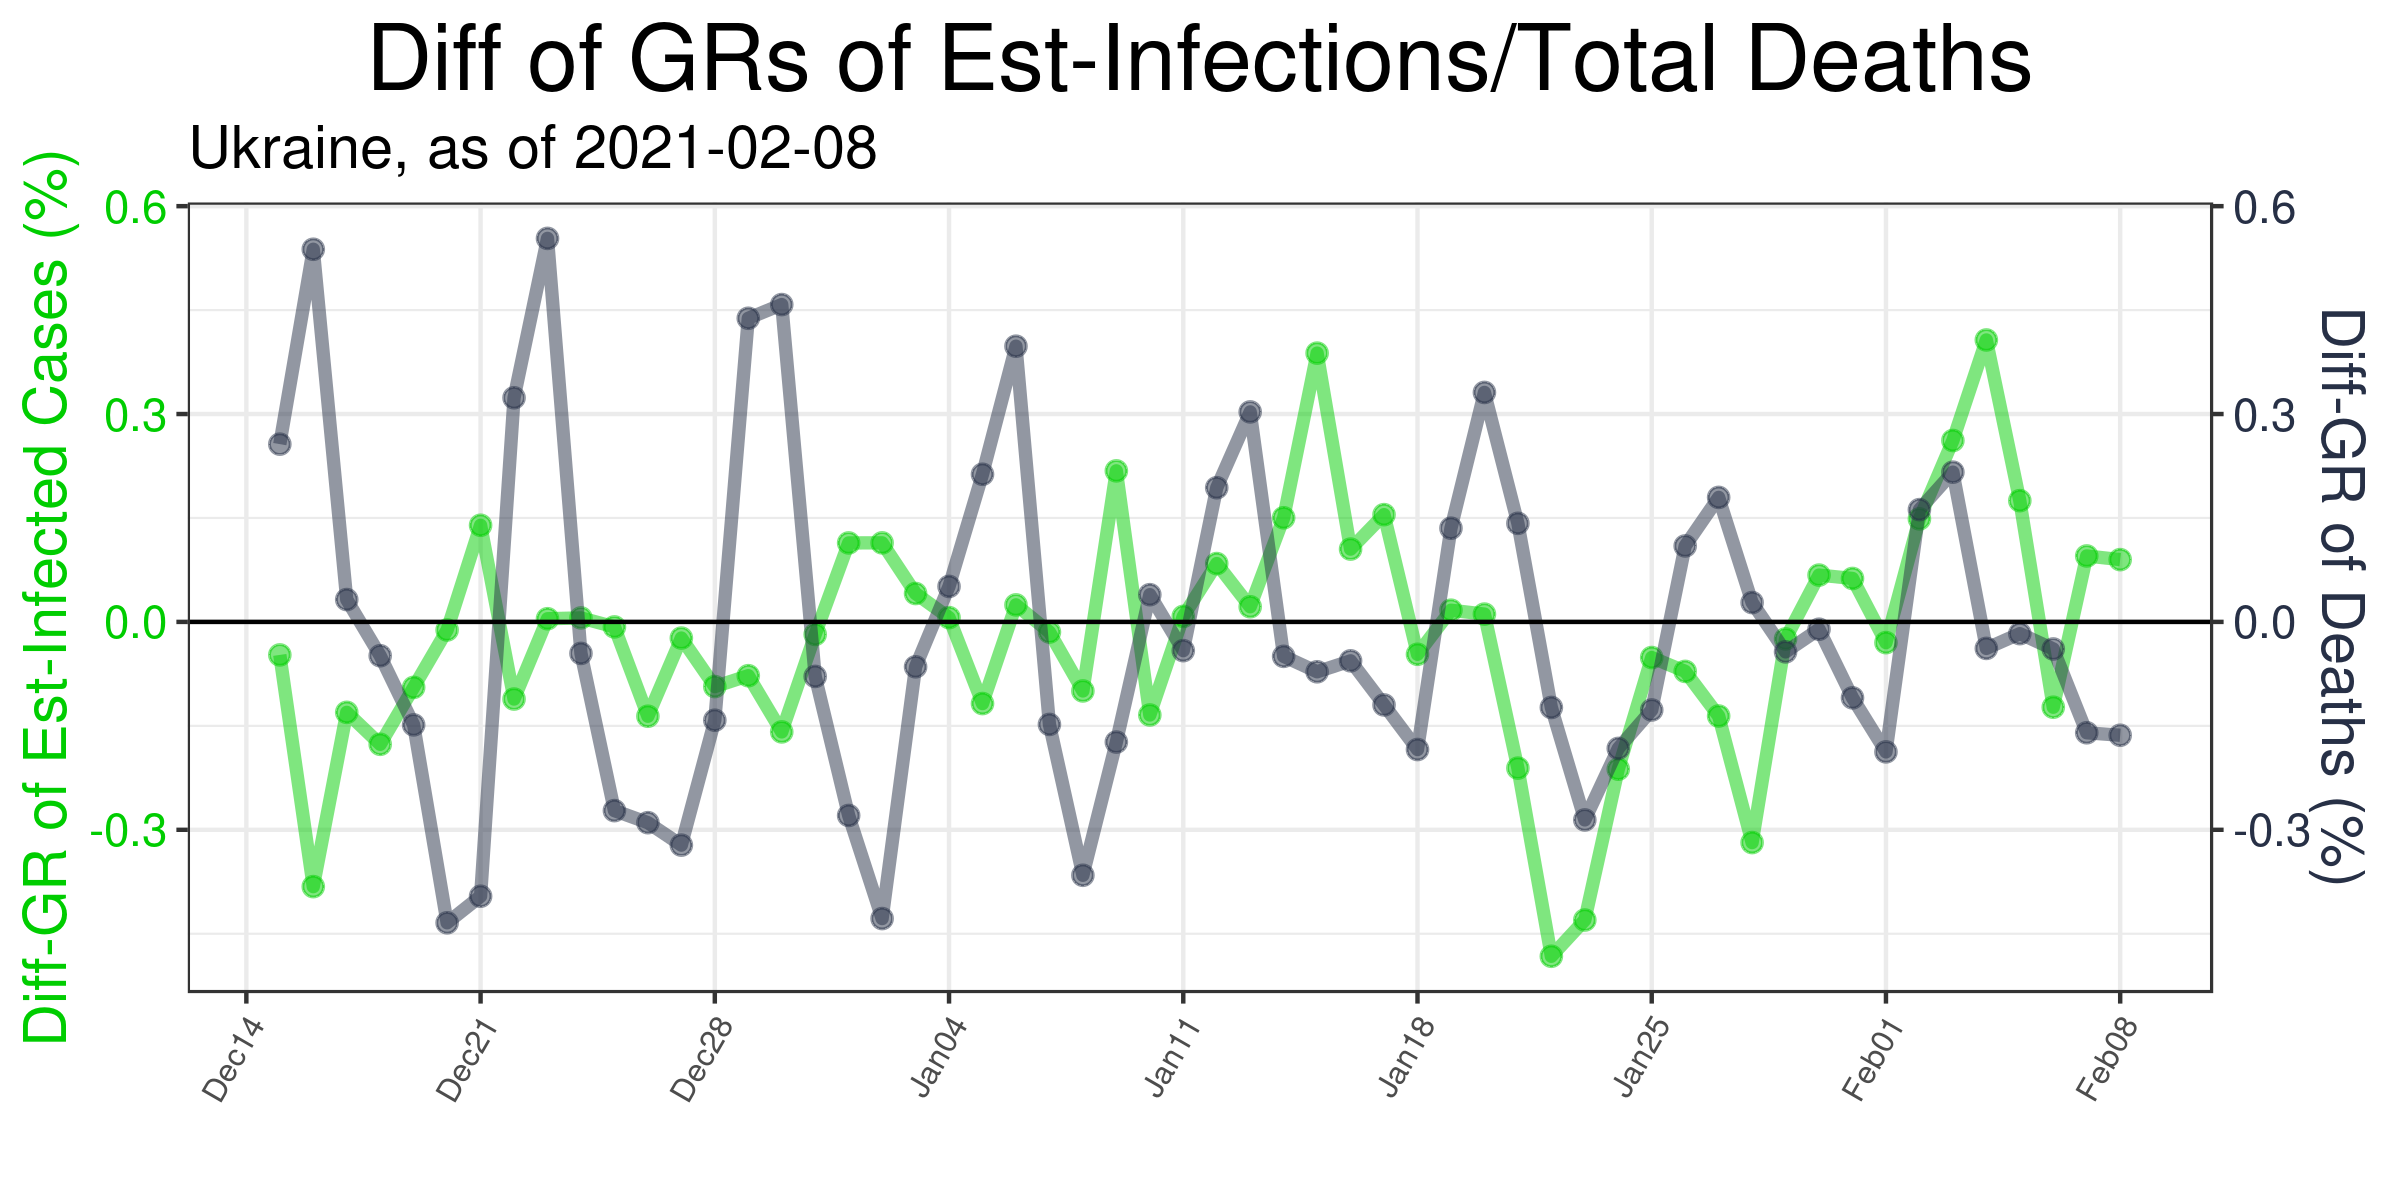 Diff of GRs of Est-Infections/Total Deaths
Ukraine, as of 2021-02-08
Diff-GR of Est-Infected Cases (%)
0.6
0.3
0.0
-0.3
0.6
0.3
0.0
-0.3
Diff-GR of Deaths (%)
Dec14
Dec21
Dec28
Jan04
Jan11
Jan18
Jan25
Feb01
Feb08